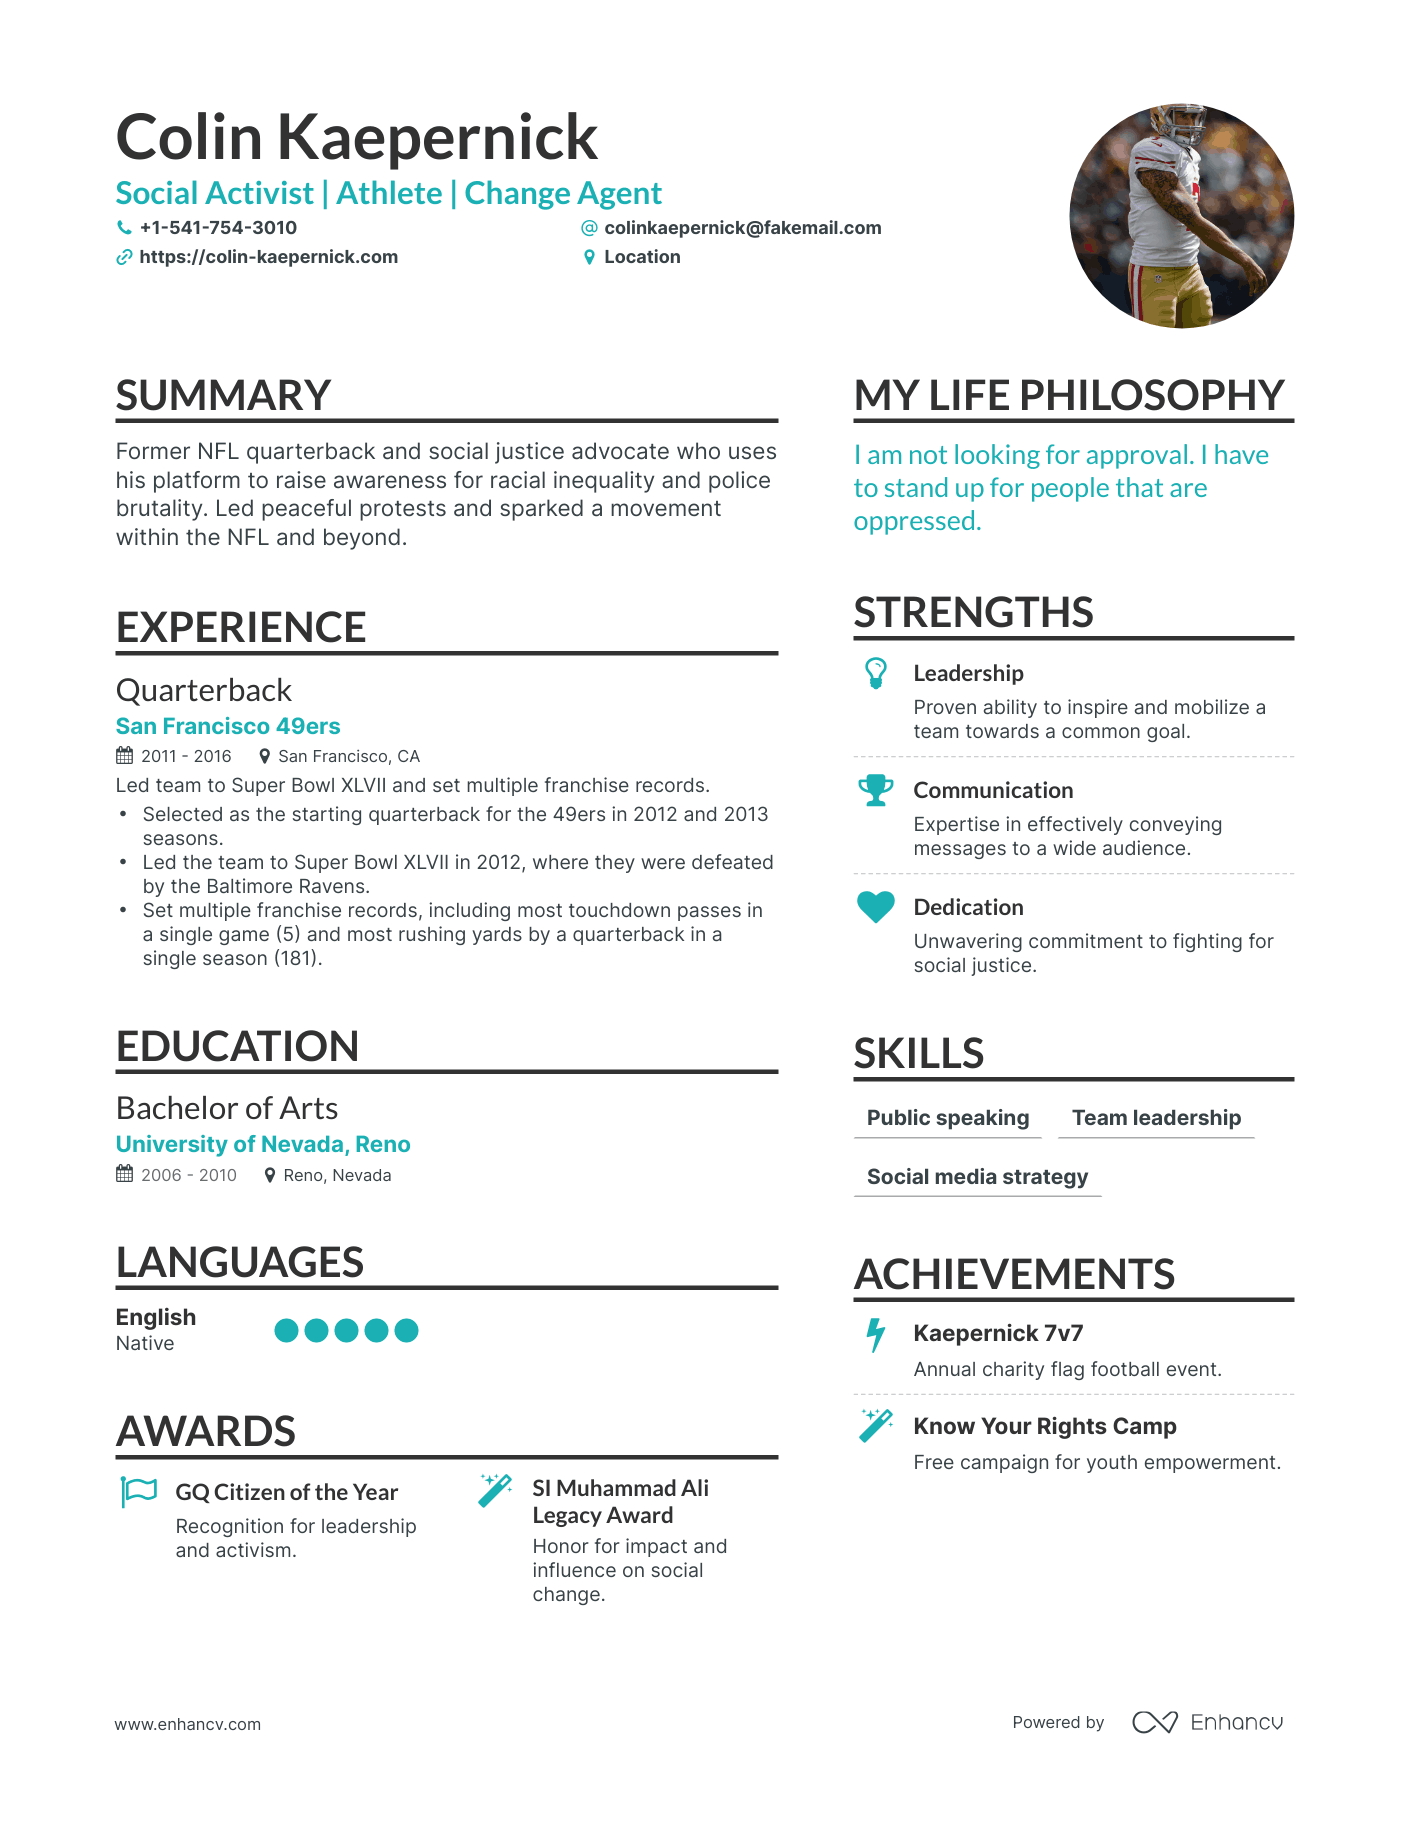 Colin Kaepernick
Social Activist | Athlete | Change Agent
+1-541-754-3010
colinkaepernick@fakemail.com
https://colin-kaepernick.com
Location
SUMMARY
Former NFL quarterback and social justice advocate who uses
his platform to raise awareness for racial inequality and police
brutality. Led peaceful protests and sparked a movement
within the NFL and beyond.
EXPERIENCE
Quarterback
San Francisco 49ers
2011 - 2016 San Francisco, CA
Led team to Super Bowl XLVII and set multiple franchise records.
• Selected as the starting quarterback for the 49ers in 2012 and 2013
seasons.
• Led the team to Super Bowl XLVII in 2012, where they were defeated
by the Baltimore Ravens.
• Set multiple franchise records, including most touchdown passes in
a single game (5) and most rushing yards by a quarterback in a
single season (181).
EDUCATION
Bachelor of Arts
University of Nevada, Reno
2006 - 2010 Reno, Nevada
LANGUAGES
English
Native
AWARDS
GQ Citizen of the Year
Recognition for leadership
and activism.
SI Muhammad Ali
Legacy Award
Honor for impact and
influence on social
change.
MY LIFE PHILOSOPHY
I am not looking for approval. I have
to stand up for people that are
oppressed.
STRENGTHS
Leadership
Proven ability to inspire and mobilize a
team towards a common goal.
Communication
Expertise in effectively conveying
messages to a wide audience.
Dedication
Unwavering commitment to fighting for
social justice.
SKILLS
Public speaking Team leadership
Social media strategy
ACHIEVEMENTS
Kaepernick 7v7
Annual charity flag football event.
Know Your Rights Camp
Free campaign for youth empowerment.
www.enhancv.com
Powered by Enhancv